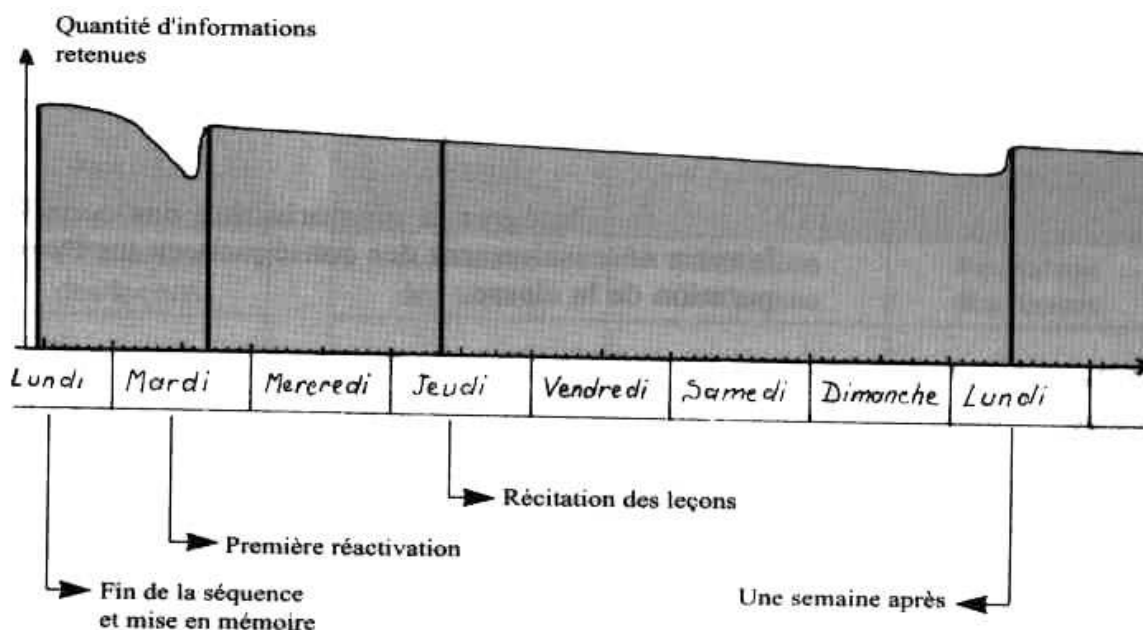 Quantité d'informations
retenues
Lundi Mardi Mercredi Jeudi Vendredi Samedi Dimanche Lundi
Récitation des leçons
Première réactivation
Fin de la séquence
et mise en mémoire
Une semaine après